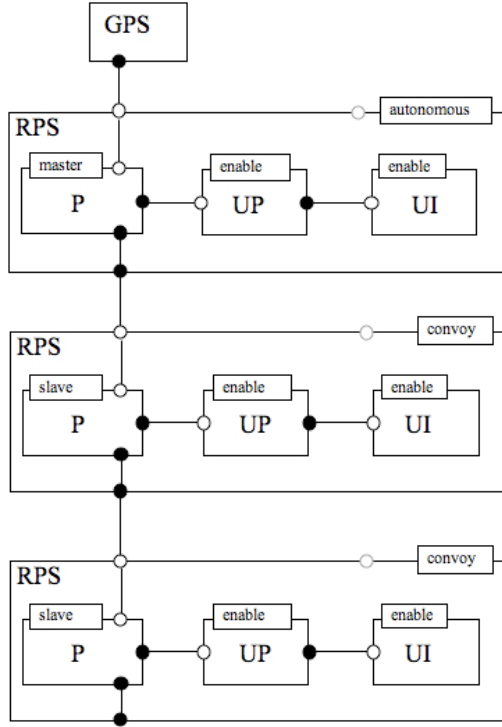 GPS
autonomous
RPS
master
enable
enable
P
UP
UI
convoy
RPS
slave
enable
enable
P
UP
UI
convoy
RPS
slave
enable
enable
P
UP
UI